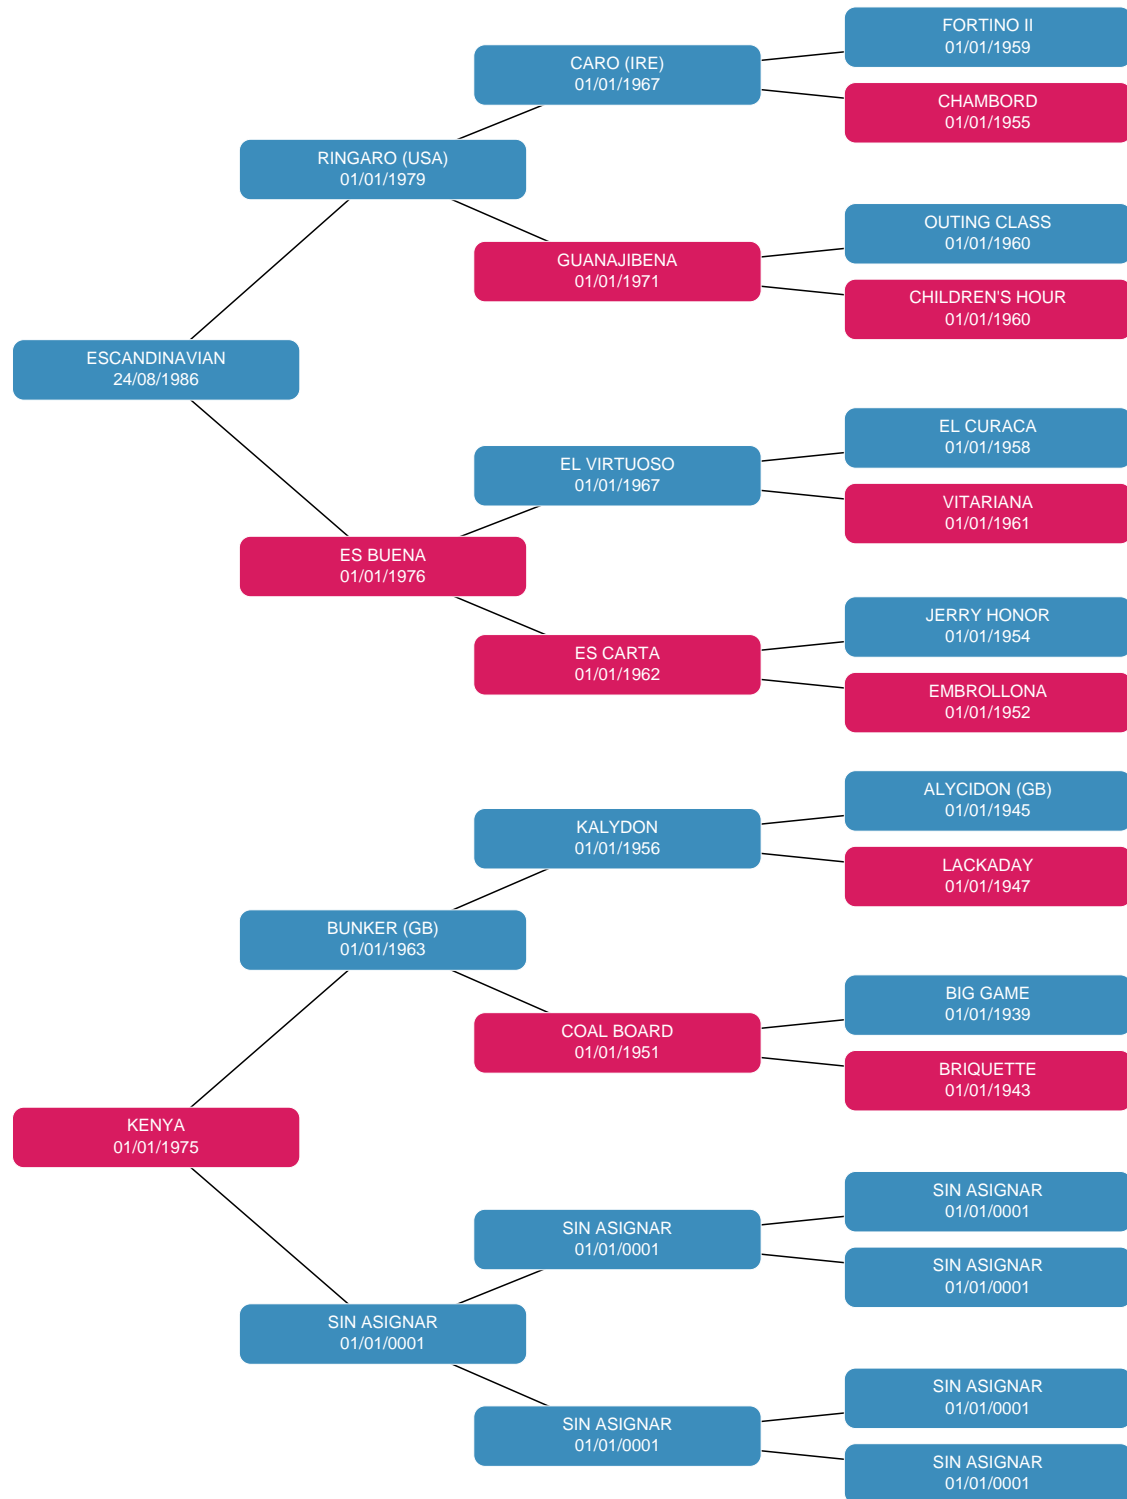 FORTINO II
01/01/1959
CARO (IRE)
01/01/1967
CHAMBORD
01/01/1955
RINGARO (USA)
01/01/1979
OUTING CLASS
01/01/1960
GUANAJIBENA
01/01/1971
CHILDREN'S HOUR
01/01/1960
ESCANDINAVIAN
24/08/1986
EL CURACA
01/01/1958
EL VIRTUOSO
01/01/1967
VITARIANA
01/01/1961
ES BUENA
01/01/1976
JERRY HONOR
01/01/1954
ES CARTA
01/01/1962
EMBROLLONA
01/01/1952
ALYCIDON (GB)
01/01/1945
KALYDON
01/01/1956
LACKADAY
01/01/1947
BUNKER (GB)
01/01/1963
BIG GAME
01/01/1939
COAL BOARD
01/01/1951
BRIQUETTE
01/01/1943
KENYA
01/01/1975
SIN ASIGNAR
01/01/0001
SIN ASIGNAR
01/01/0001
SIN ASIGNAR
01/01/0001
SIN ASIGNAR
01/01/0001
SIN ASIGNAR
01/01/0001
SIN ASIGNAR
01/01/0001
SIN ASIGNAR
01/01/0001